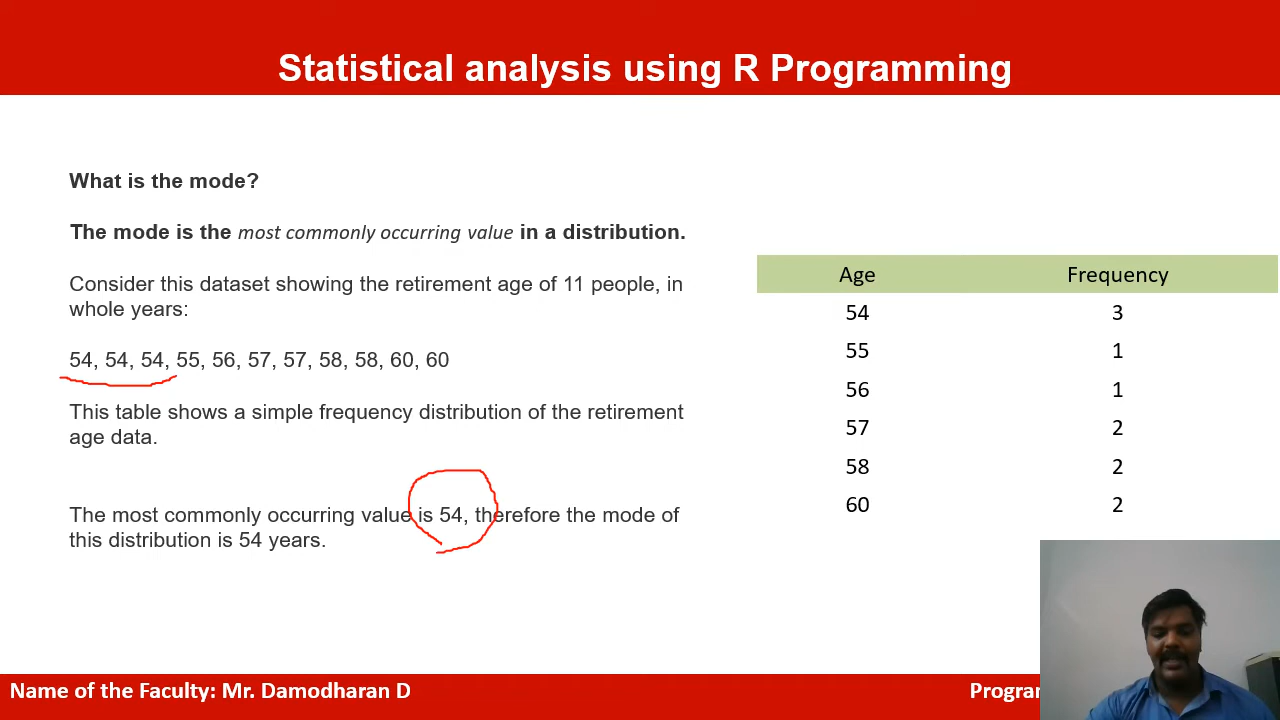 Statistical analysis using R Programming
What is the mode?
The mode is the most commonly occurring value in a distribution.
Consider this dataset showing the retirement age of 11 people, in
whole years:
54, 54, 54, 55, 56, 57, 57, 58, 58, 60, 60
This table shows a simple frequency distribution of the retirement
age data.
The most commonly occurring value is 54, therefore the mode of
this distribution is 54 years.
Age Frequency
54 3
55 1
56 1
57 2
58 2
60 2
Name of the Faculty: Mr. Damodharan D